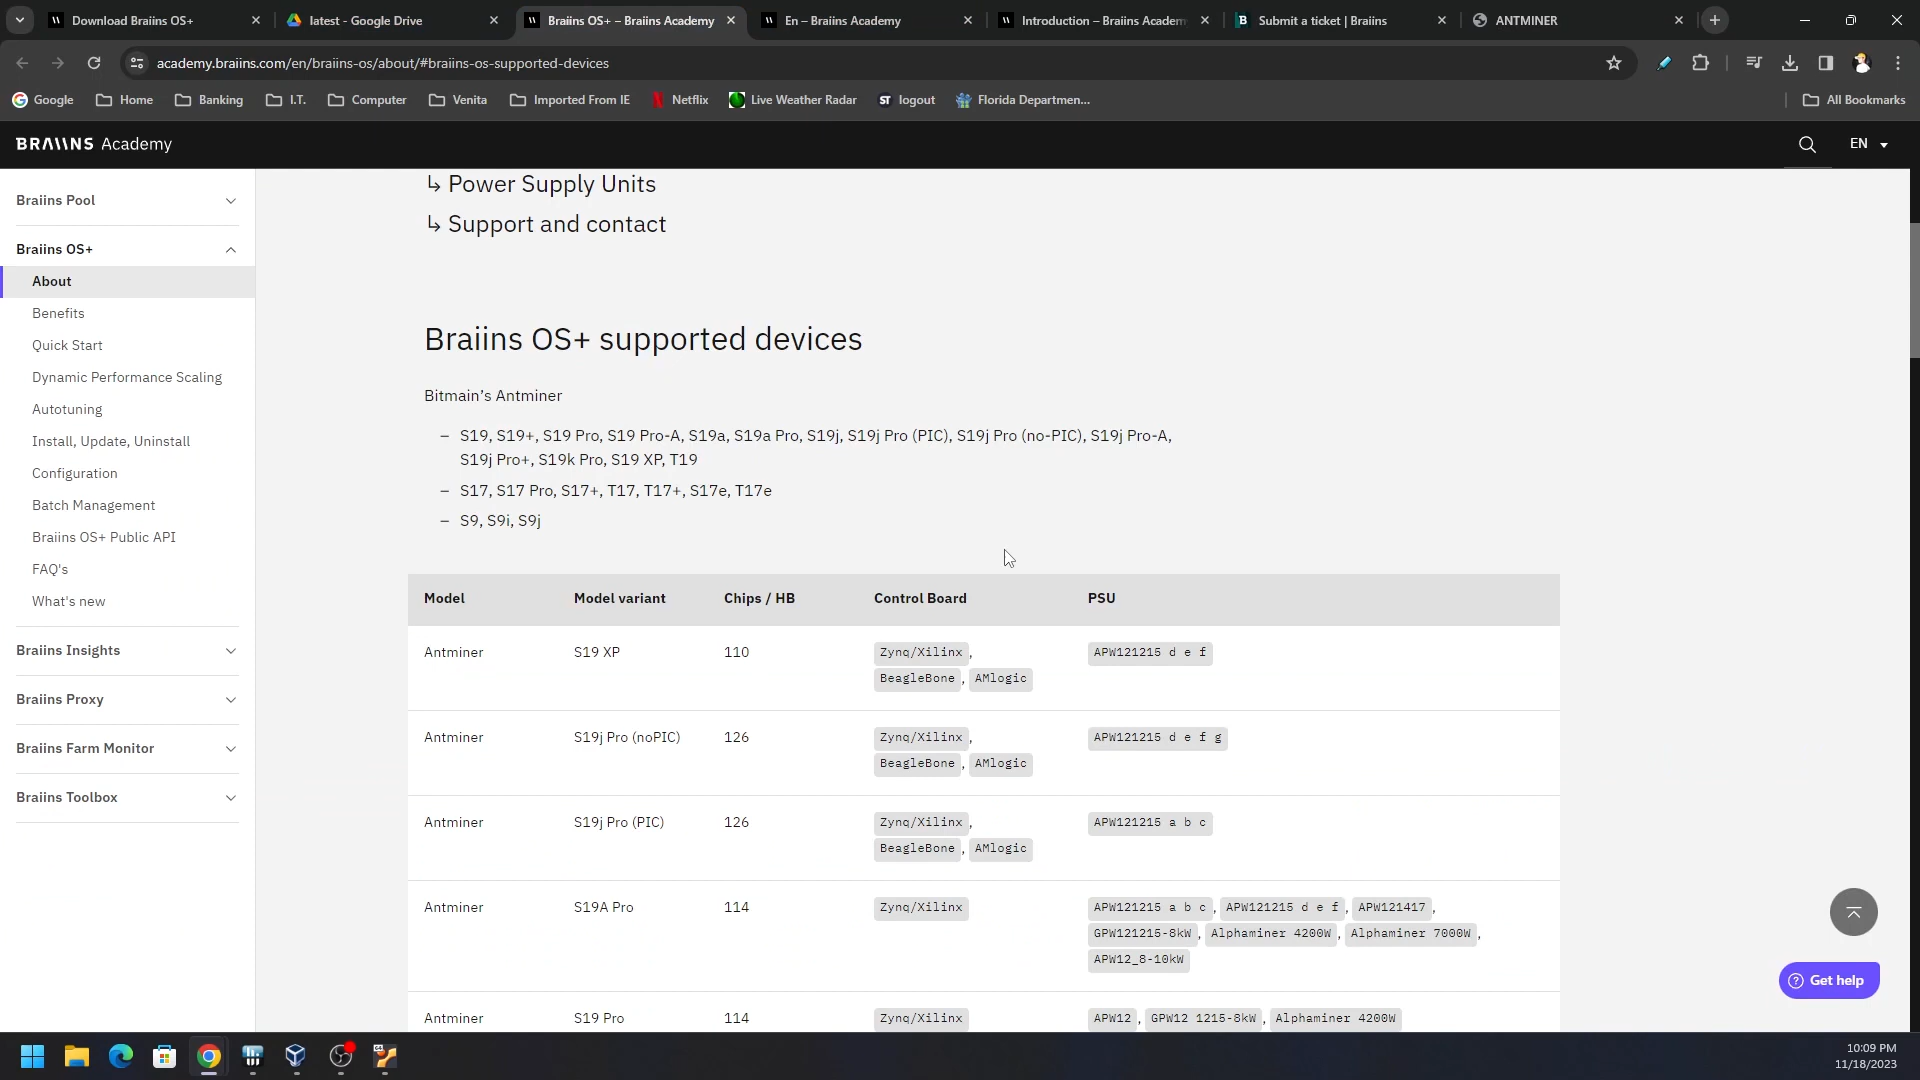 Download Braiins OS+
latest - Google Drive
Braiins OS+ – Braiins Academy
En – Braiins Academy
Introduction – Braiins Academ
Submit a ticket | Braiins
ANTMINER
academy.braiins.com/en/braiins-os/about/#braiins-os-supported-devices
Google
Home
Banking
I.T.
Computer
Venita
Imported From IE
Netflix
Live Weather Radar
ST logout
Florida Departmen...
All Bookmarks
BRAIINS Academy
EN
Braiins Pool
Braiins OS+
About
Benefits
Quick Start
Dynamic Performance Scaling
Autotuning
Install, Update, Uninstall
Configuration
Batch Management
Braiins OS+ Public API
FAQ's
What's new
Braiins Insights
Braiins Proxy
Braiins Farm Monitor
Braiins Toolbox
↳ Power Supply Units
↳ Support and contact
Braiins OS+ supported devices
Bitmain’s Antminer
– S19, S19+, S19 Pro, S19 Pro-A, S19a, S19a Pro, S19j, S19j Pro (PIC), S19j Pro (no-PIC), S19j Pro-A,
S19j Pro+, S19k Pro, S19 XP, T19
– S17, S17 Pro, S17+, T17, T17+, S17e, T17e
– S9, S9i, S9j
Model Model variant Chips / HB Control Board PSU
Antminer S19 XP 110 Zynq/Xilinx, APW121215 d e f
BeagleBone, AMlogic
Antminer S19j Pro (noPIC) 126 Zynq/Xilinx, APW121215 d e f g
BeagleBone, AMlogic
Antminer S19j Pro (PIC) 126 Zynq/Xilinx, APW121215 a b c
BeagleBone, AMlogic
Antminer S19A Pro 114 Zynq/Xilinx APW121215 a b c, APW121215 d e f, APW121417,
GPW121215-8kW, Alphaminer 4200W, Alphaminer 7000W,
APW12_8-10kW
Antminer S19 Pro 114 Zynq/Xilinx APW12, GPW12 1215-8kW, Alphaminer 4200W
Get help
10:09 PM
11/18/2023